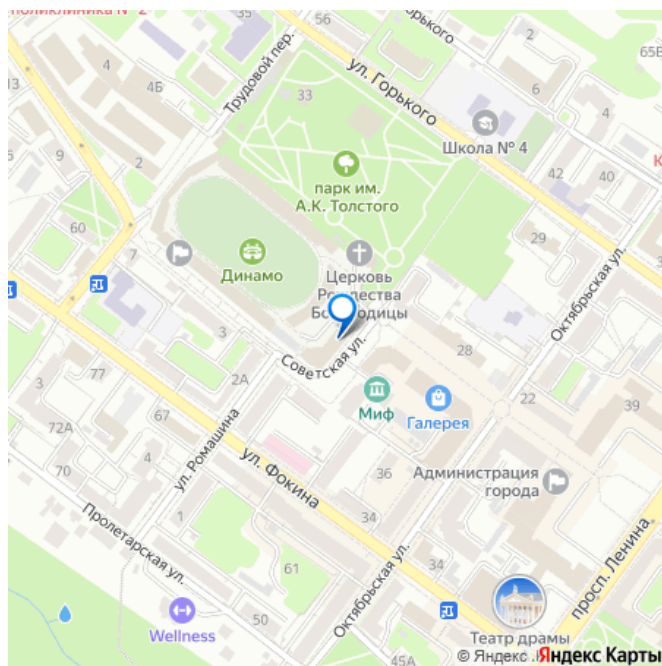 поликлиника № 2
56
35
Горького
65В
13
4
4Б
Трудовой пер.
33
ул. Горького
6
4
Школа № 4
9
2
парк им.
А.К. Толстого
42
40
К
60
7
Динамо
Церковь
Рождества
Богородицы
29
Октябрьская ул.
3
28
Советская ул.
77
2А
3
Миф
Галерея
22
39
67
72А
4
ул. Ромашина
70
ул. Фокина
36
Администрация
города
34
Пролетарская ул.
1
61
Октябрьская ул.
34
просп. Ленина
50
Wellness
Театр драмы
45А
© Яндекс
Яндекс Карты